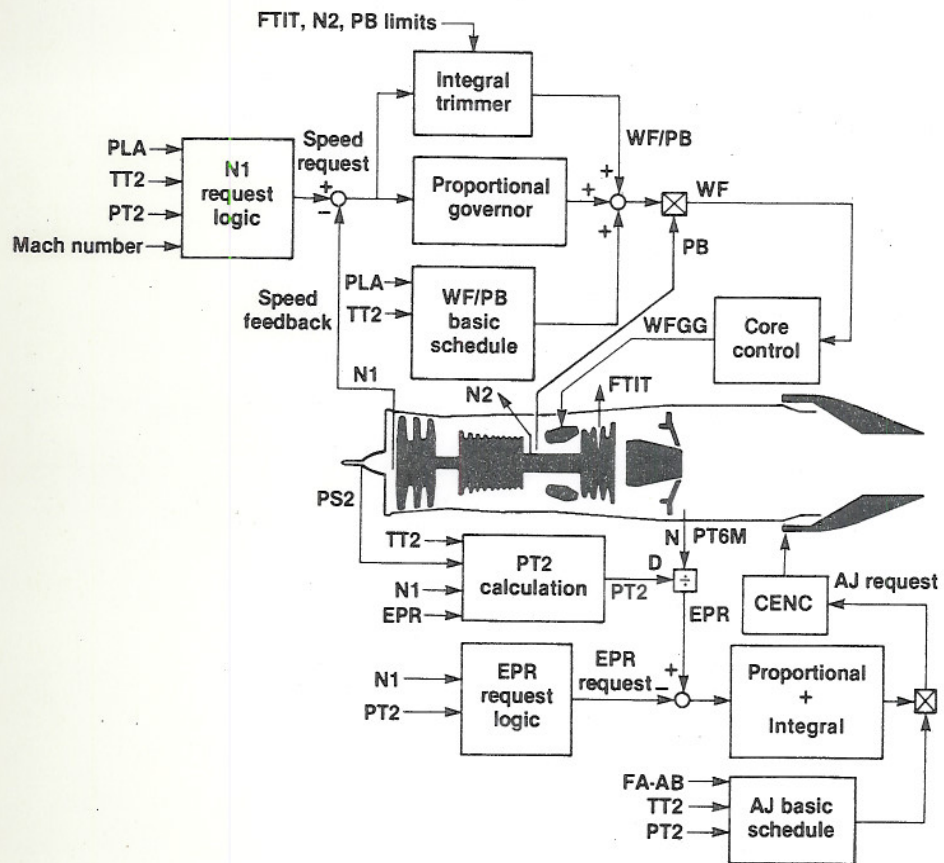 FTIT, N2, PB limits
Integral
trimmer
WF/PB
PLA
TT2
PT2
Mach number
N1
request
logic
Speed
request
+
−
Proportional
governor
+
+
+
WF
PB
PLA
TT2
WF/PB
basic
schedule
Speed
feedback
WFGG
Core
control
N1
N2
FTIT
PS2
TT2
N1
EPR
PT2
calculation
D
PT2
N
PT6M
÷
EPR
CENC
AJ request
N1
PT2
EPR
request
logic
EPR
request
+
−
Proportional
+
Integral
FA-AB
TT2
PT2
AJ basic
schedule